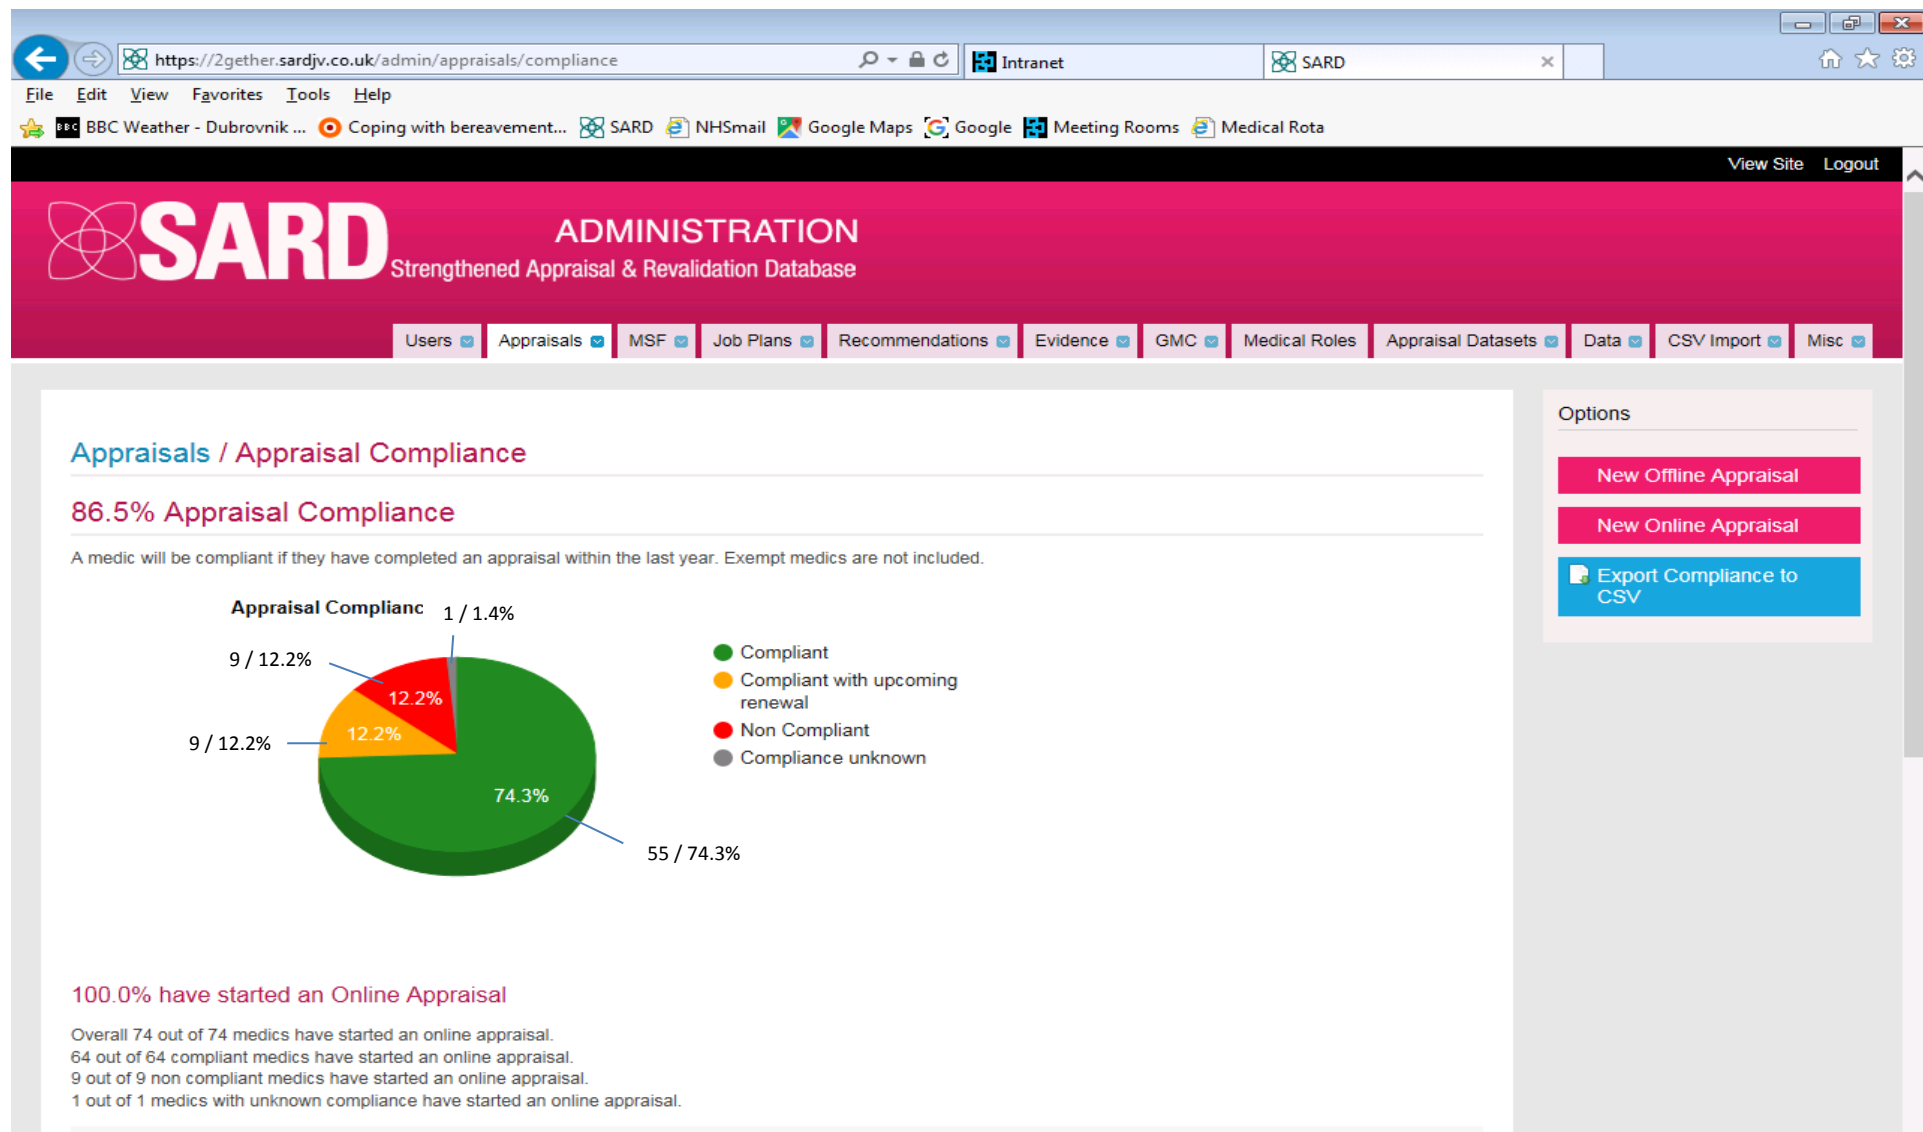 https://2gether.sardjv.co.uk/admin/appraisals/compliance
Intranet
SARD
File Edit View Favorites Tools Help
BBC BBC Weather - Dubrovnik ... Coping with bereavement... SARD NHSmail Google Maps Google Meeting Rooms Medical Rota
View Site Logout
SARD
ADMINISTRATION
Strengthened Appraisal & Revalidation Database
Users Appraisals MSF Job Plans Recommendations Evidence GMC Medical Roles Appraisal Datasets Data CSV Import Misc
Appraisals / Appraisal Compliance
86.5% Appraisal Compliance
A medic will be compliant if they have completed an appraisal within the last year. Exempt medics are not included.
Appraisal Complianc
1 / 1.4%
9 / 12.2%
12.2%
9 / 12.2%
12.2%
74.3%
55 / 74.3%
Compliant
Compliant with upcoming
renewal
Non Compliant
Compliance unknown
100.0% have started an Online Appraisal
Overall 74 out of 74 medics have started an online appraisal.
64 out of 64 compliant medics have started an online appraisal.
9 out of 9 non compliant medics have started an online appraisal.
1 out of 1 medics with unknown compliance have started an online appraisal.
Options
New Offline Appraisal
New Online Appraisal
Export Compliance to
CSV